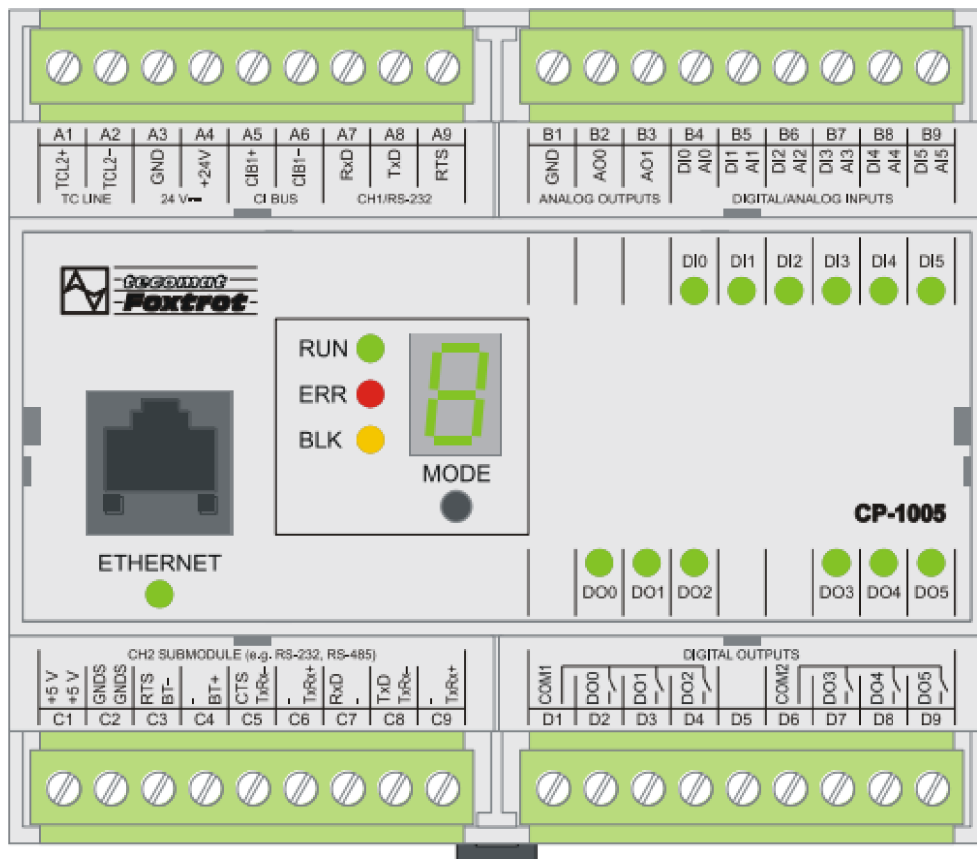 A1 A2 A3 A4 A5 A6 A7 A8 A9
TCL2+ TCL2− GND +24V CIB1+ CIB1− RxD TxD RTS
TC LINE 24 V⎓ CI BUS CH1/RS-232
B1 B2 B3 B4 B5 B6 B7 B8 B9
GND AO0 AO1 DI0 AI0 DI1 AI1 DI2 AI2 DI3 AI3 DI4 AI4 DI5 AI5
ANALOG OUTPUTS DIGITAL/ANALOG INPUTS
DI0 DI1 DI2 DI3 DI4 DI5
tecomat
Foxtrot
RUN
ERR
BLK
8
MODE
CP-1005
ETHERNET
DO0 DO1 DO2 DO3 DO4 DO5
CH2 SUBMODULE (e.g. RS-232, RS-485)
+5 V +5 V GNDS GNDS RTS BT− - BT+ CTS TxRx− - TxRx+ RxD - TxD TxRx− - TxRx+
C1 C2 C3 C4 C5 C6 C7 C8 C9
DIGITAL OUTPUTS
COM1 DO0 DO1 DO2 COM2 DO3 DO4 DO5
D1 D2 D3 D4 D5 D6 D7 D8 D9